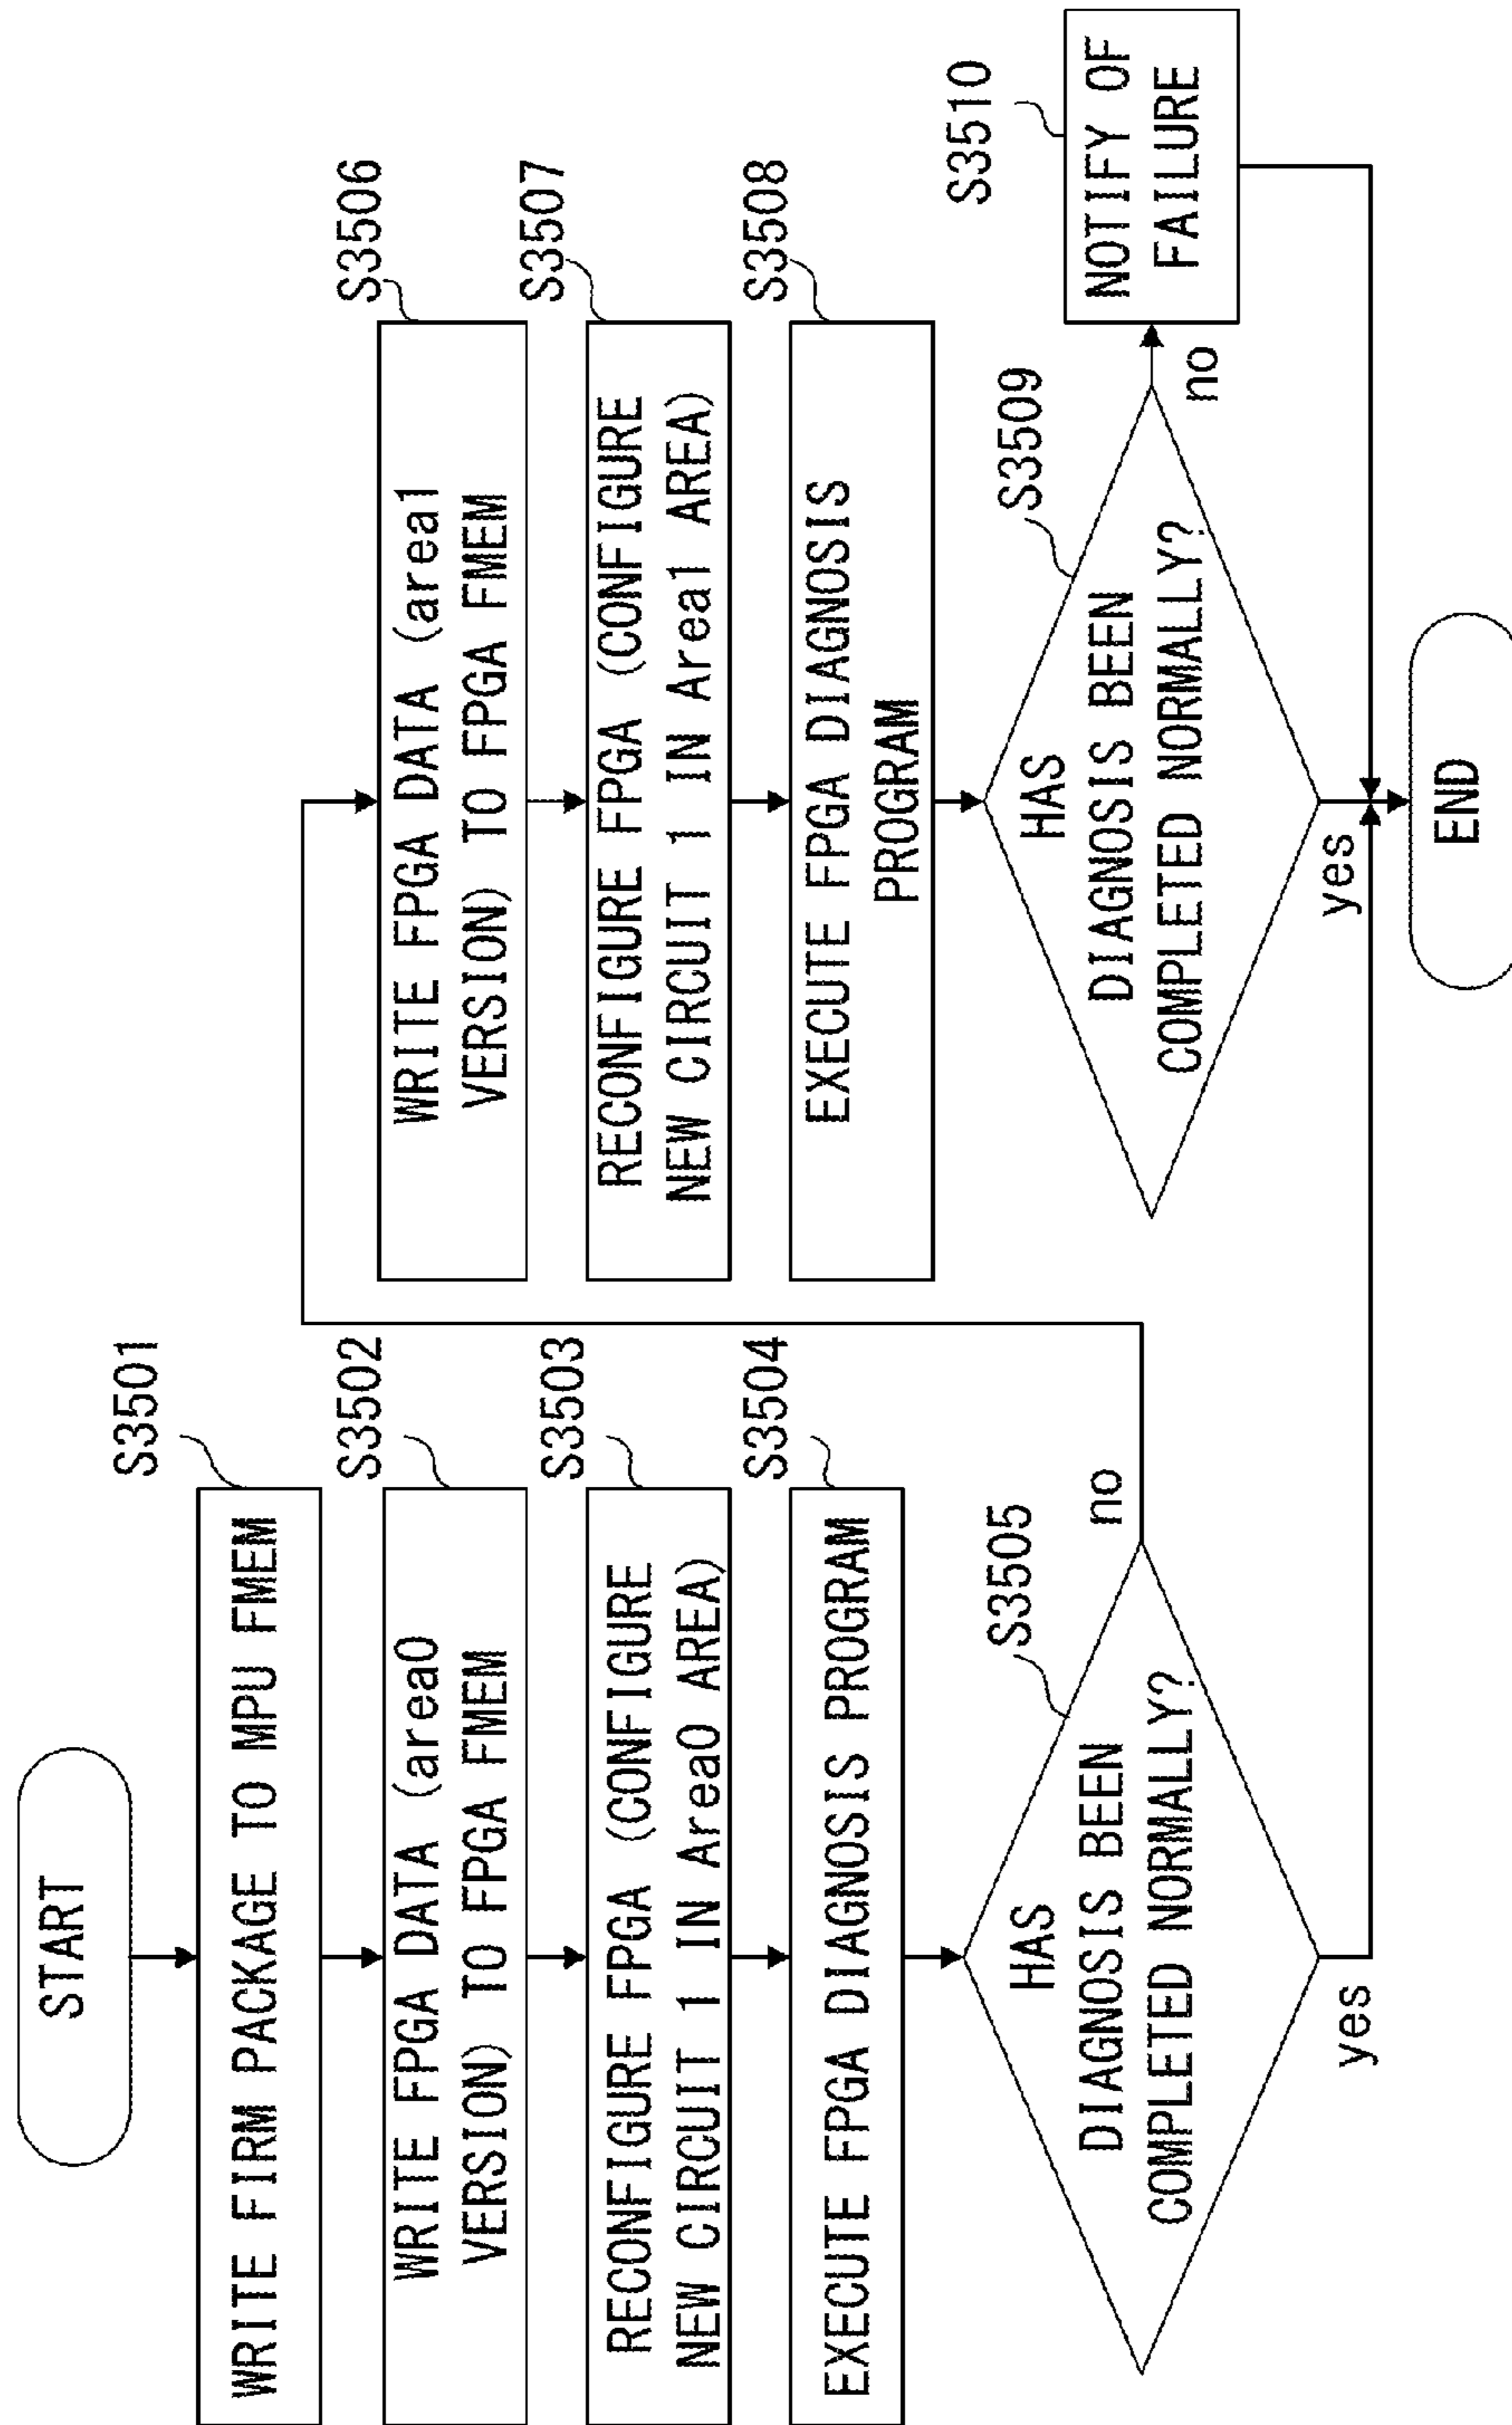 START
S3501
WRITE FIRM PACKAGE TO MPU FMEM
S3502
WRITE FPGA DATA (area0
VERSION) TO FPGA FMEM
S3503
RECONFIGURE FPGA (CONFIGURE
NEW CIRCUIT 1 IN Area0 AREA)
S3504
EXECUTE FPGA DIAGNOSIS PROGRAM
S3505
HAS
DIAGNOSIS BEEN
COMPLETED NORMALLY?
no
yes
S3506
WRITE FPGA DATA (area1
VERSION) TO FPGA FMEM
S3507
RECONFIGURE FPGA (CONFIGURE
NEW CIRCUIT 1 IN Area1 AREA)
S3508
EXECUTE FPGA DIAGNOSIS
PROGRAM
S3509
HAS
DIAGNOSIS BEEN
COMPLETED NORMALLY?
no
yes
S3510
NOTIFY OF
FAILURE
END